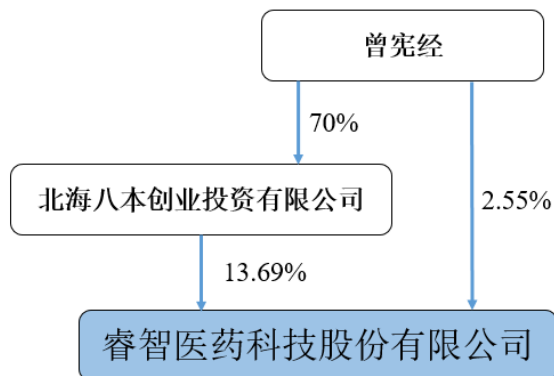 曾宪经
70%
北海八本创业投资有限公司
2.55%
13.69%
睿智医药科技股份有限公司